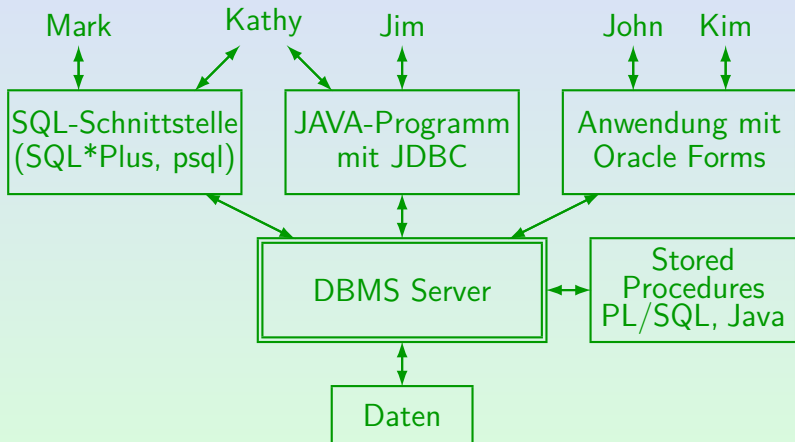 Mark
Kathy
Jim
John
Kim
SQL-Schnittstelle
(SQL*Plus, psql)
JAVA-Programm
mit JDBC
Anwendung mit
Oracle Forms
DBMS Server
Stored
Procedures
PL/SQL, Java
Daten